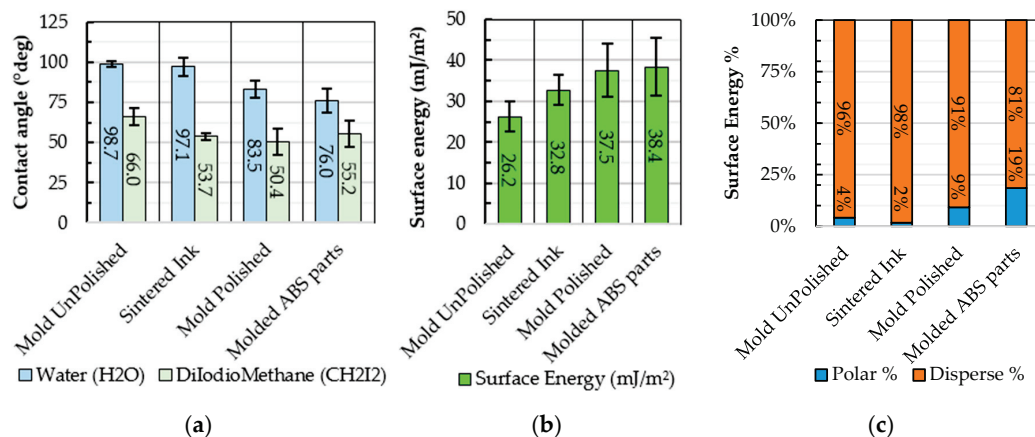 Contact angle (°deg)
125
100
75
50
25
0
98.7
66.0
97.1
53.7
83.5
50.4
76.0
55.2
Mold UnPolished
Sintered Ink
Mold Polished
Molded ABS parts
Water (H2O)
DiIodioMethane (CH2I2)
(a)
Surface energy (mJ/m²)
50
40
30
20
10
0
26.2
32.8
37.5
38.4
Mold UnPolished
Sintered Ink
Mold Polished
Molded ABS parts
Surface Energy (mJ/m²)
(b)
Surface Energy %
100%
75%
50%
25%
0%
96%
4%
98%
2%
91%
9%
81%
19%
Mold UnPolished
Sintered Ink
Mold Polished
Molded ABS parts
Polar %
Disperse %
(c)